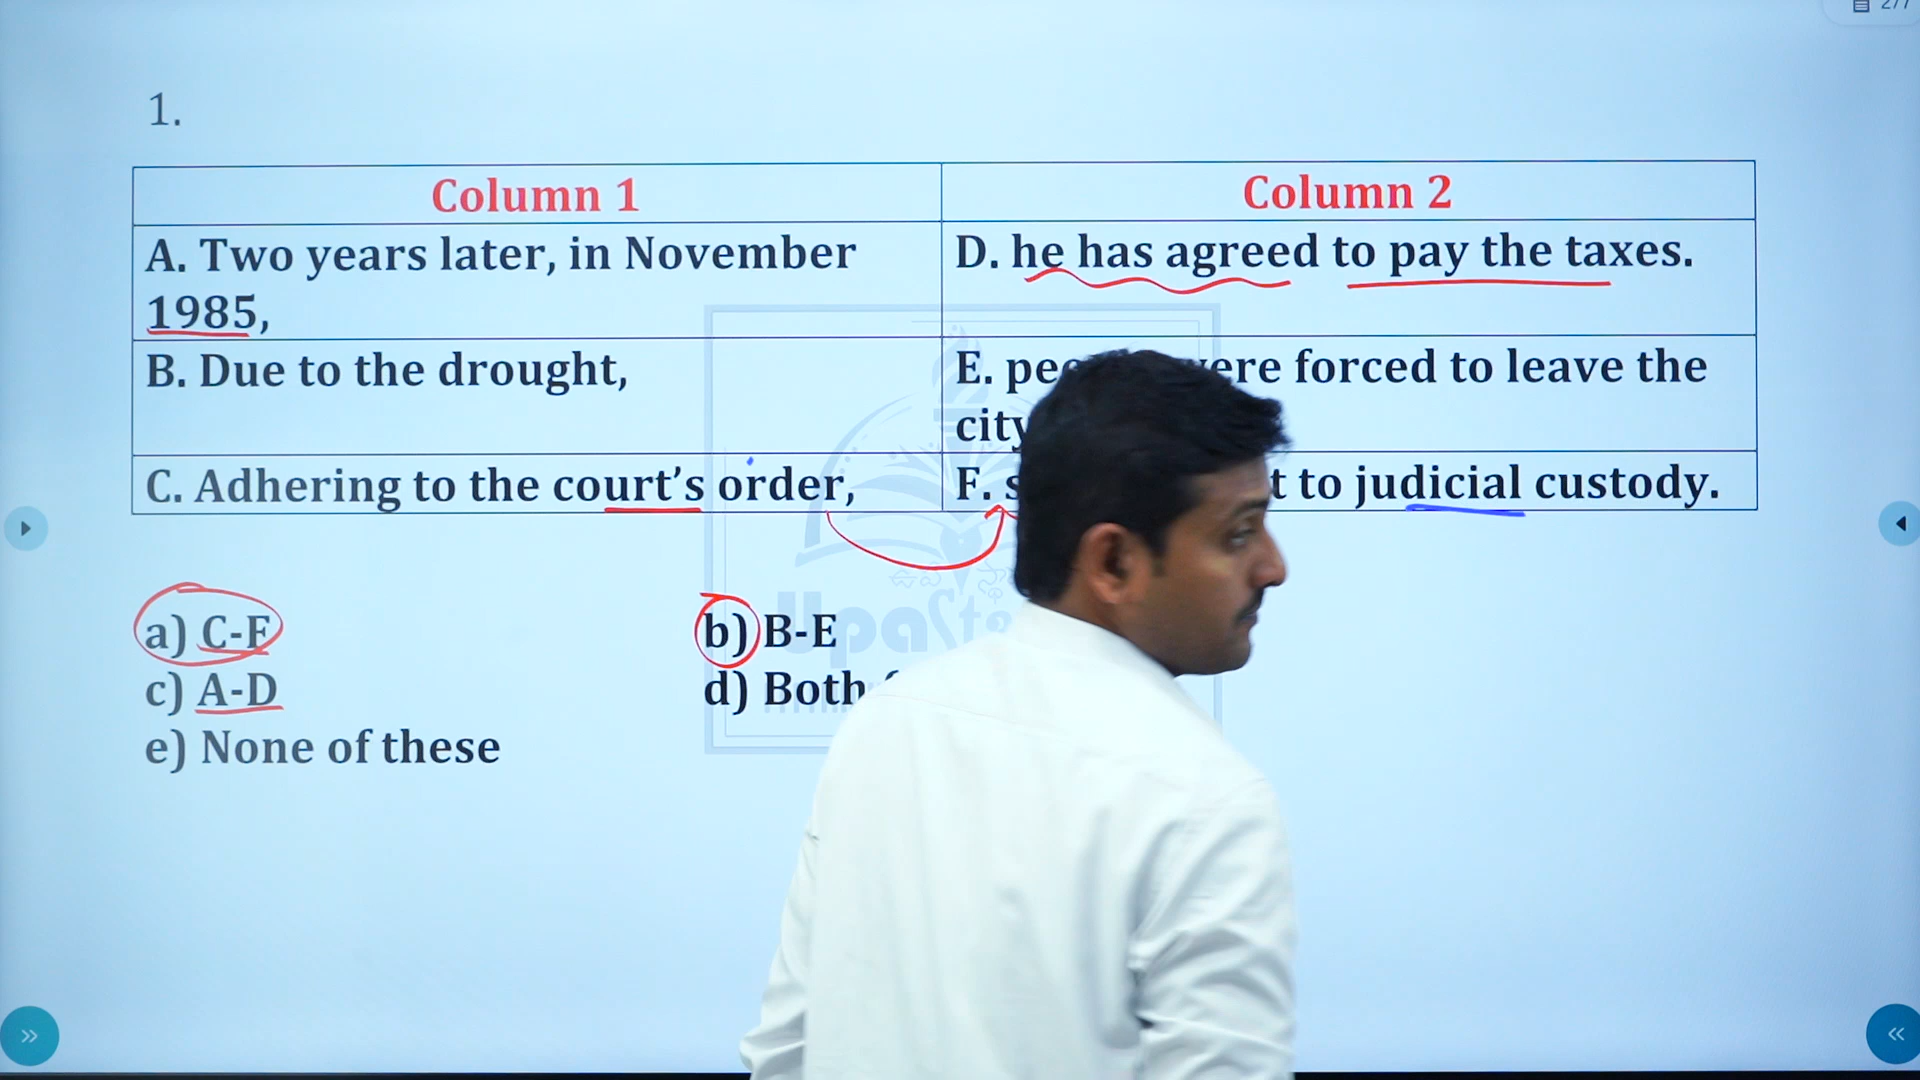 1.
Column 1
Column 2
A. Two years later, in November
1985,
D. he has agreed to pay the taxes.
B. Due to the drought,
E. were forced to leave the
city
C. Adhering to the court's order,
F. to judicial custody.
a) C-F
b) B-E
c) A-D
d) Both
e) None of these